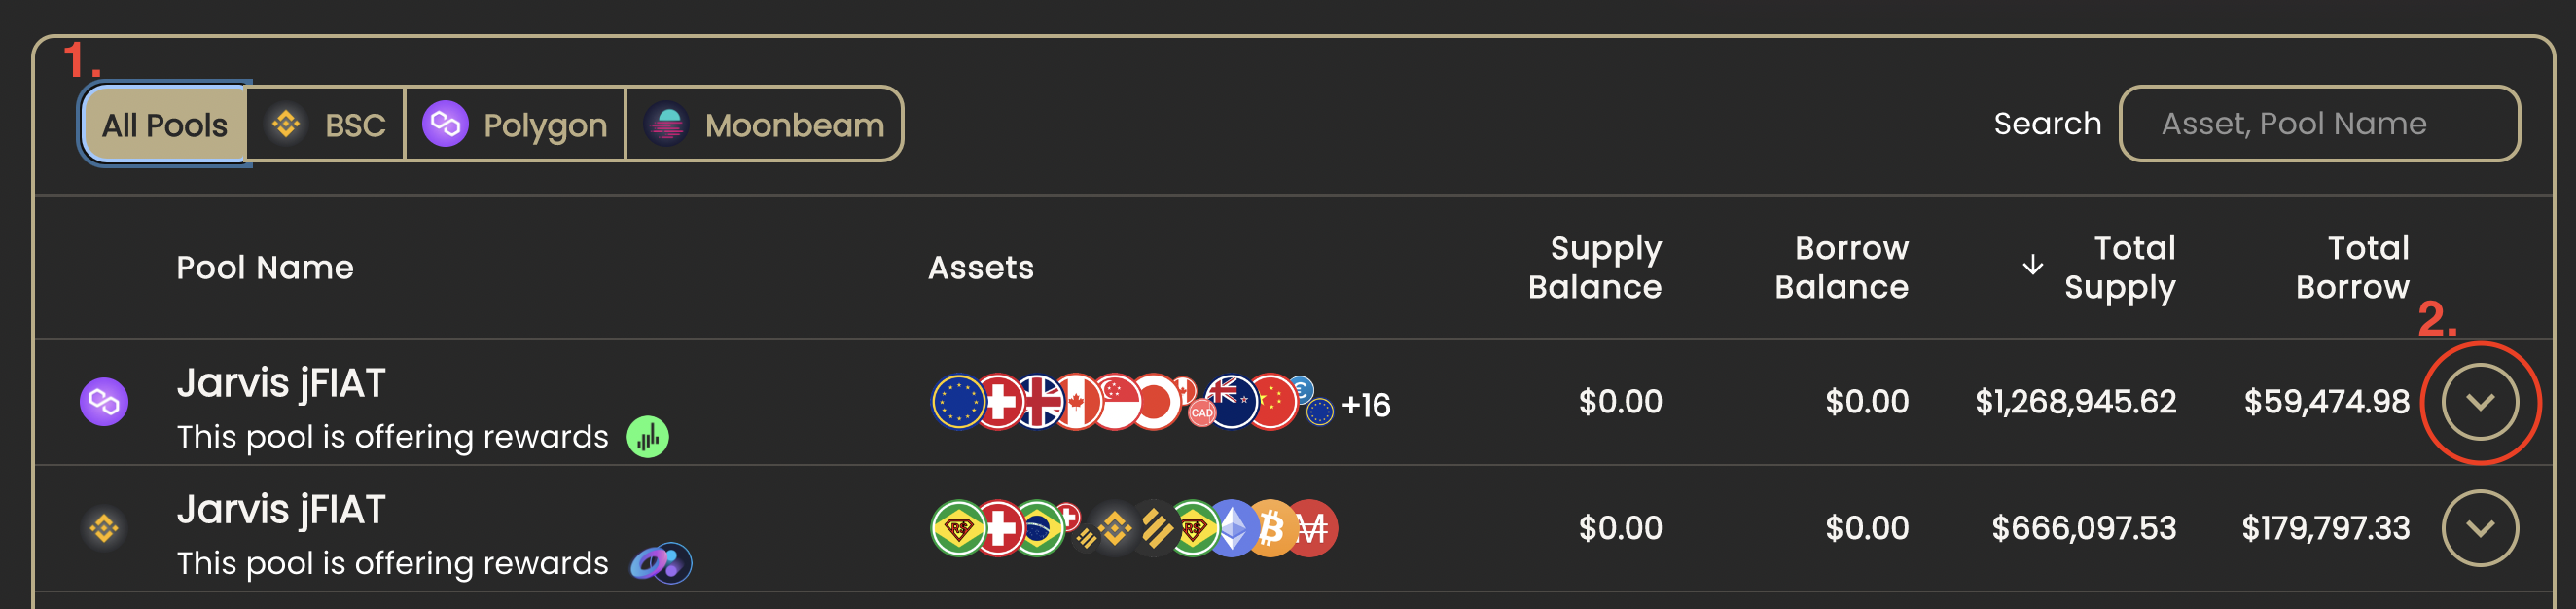 1.
All Pools BSC Polygon Moonbeam Search Asset, Pool Name
Pool Name Assets Supply Balance Borrow Balance ↓ Total Supply Total Borrow
2.
Jarvis jFIAT
This pool is offering rewards
CAD
+16 $0.00 $0.00 $1,268,945.62 $59,474.98
Jarvis jFIAT
This pool is offering rewards
R$ R$
$0.00 $0.00 $666,097.53 $179,797.33